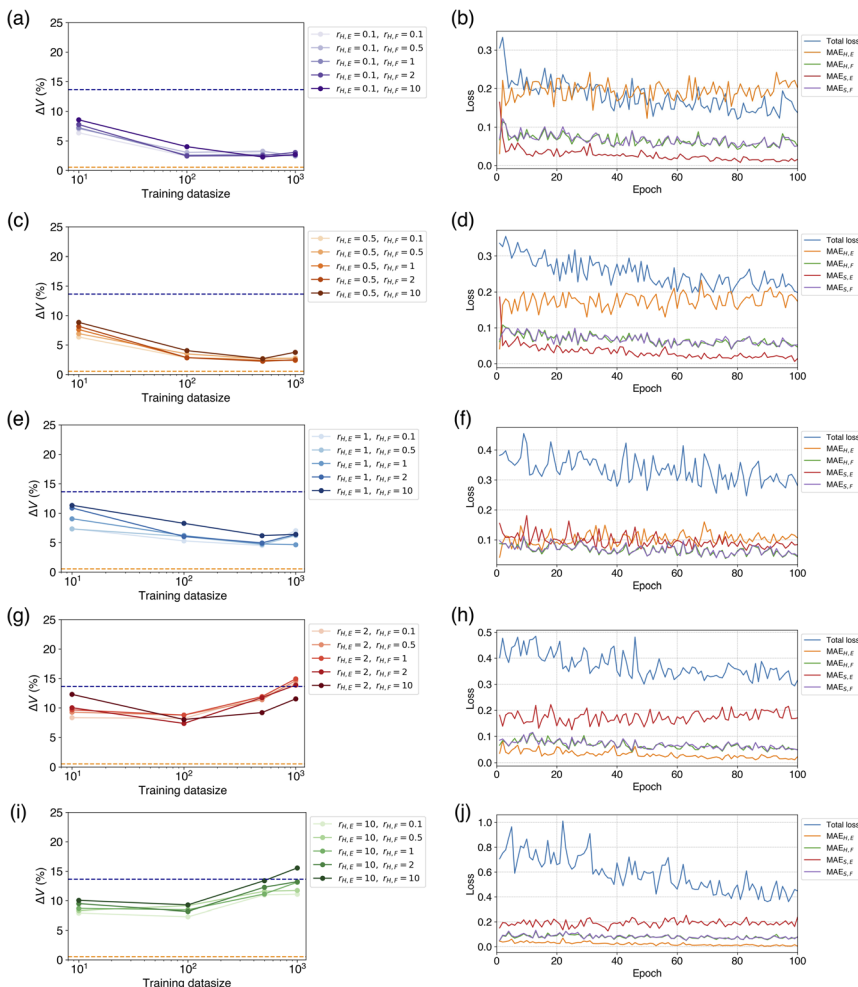 (a)
25
20
15
10
5
0
ΔV (%)
10¹
10²
10³
Training datasize
r_{H,E} = 0.1, r_{H,F} = 0.1
r_{H,E} = 0.1, r_{H,F} = 0.5
r_{H,E} = 0.1, r_{H,F} = 1
r_{H,E} = 0.1, r_{H,F} = 2
r_{H,E} = 0.1, r_{H,F} = 10
(b)
0.3
0.2
0.1
0.0
Loss
0
20
40
60
80
100
Epoch
Total loss
MAE_{H,E}
MAE_{H,F}
MAE_{S,E}
MAE_{S,F}
(c)
25
20
15
10
5
0
ΔV (%)
10¹
10²
10³
Training datasize
r_{H,E} = 0.5, r_{H,F} = 0.1
r_{H,E} = 0.5, r_{H,F} = 0.5
r_{H,E} = 0.5, r_{H,F} = 1
r_{H,E} = 0.5, r_{H,F} = 2
r_{H,E} = 0.5, r_{H,F} = 10
(d)
0.3
0.2
0.1
0.0
Loss
0
20
40
60
80
100
Epoch
Total loss
MAE_{H,E}
MAE_{H,F}
MAE_{S,E}
MAE_{S,F}
(e)
25
20
15
10
5
0
ΔV (%)
10¹
10²
10³
Training datasize
r_{H,E} = 1, r_{H,F} = 0.1
r_{H,E} = 1, r_{H,F} = 0.5
r_{H,E} = 1, r_{H,F} = 1
r_{H,E} = 1, r_{H,F} = 2
r_{H,E} = 1, r_{H,F} = 10
(f)
0.4
0.3
0.2
0.1
Loss
0
20
40
60
80
100
Epoch
Total loss
MAE_{H,E}
MAE_{H,F}
MAE_{S,E}
MAE_{S,F}
(g)
25
20
15
10
5
0
ΔV (%)
10¹
10²
10³
Training datasize
r_{H,E} = 2, r_{H,F} = 0.1
r_{H,E} = 2, r_{H,F} = 0.5
r_{H,E} = 2, r_{H,F} = 1
r_{H,E} = 2, r_{H,F} = 2
r_{H,E} = 2, r_{H,F} = 10
(h)
0.5
0.4
0.3
0.2
0.1
0.0
Loss
0
20
40
60
80
100
Epoch
Total loss
MAE_{H,E}
MAE_{H,F}
MAE_{S,E}
MAE_{S,F}
(i)
25
20
15
10
5
0
ΔV (%)
10¹
10²
10³
Training datasize
r_{H,E} = 10, r_{H,F} = 0.1
r_{H,E} = 10, r_{H,F} = 0.5
r_{H,E} = 10, r_{H,F} = 1
r_{H,E} = 10, r_{H,F} = 2
r_{H,E} = 10, r_{H,F} = 10
(j)
1.0
0.8
0.6
0.4
0.2
0.0
Loss
0
20
40
60
80
100
Epoch
Total loss
MAE_{H,E}
MAE_{H,F}
MAE_{S,E}
MAE_{S,F}